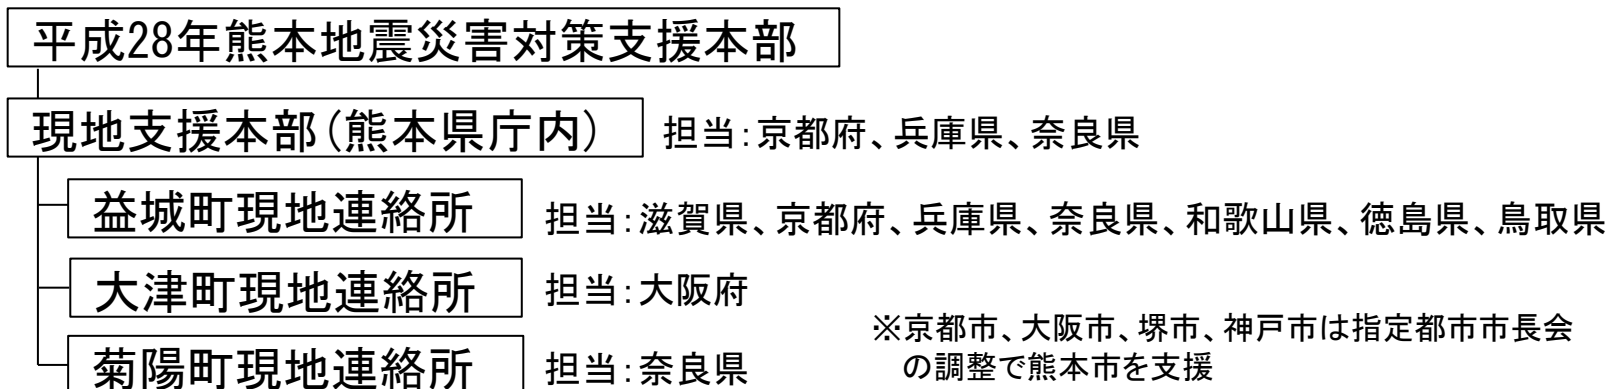 平成28年熊本地震災害対策支援本部
現地支援本部(熊本県庁内) 担当:京都府、兵庫県、奈良県
益城町現地連絡所 担当:滋賀県、京都府、兵庫県、奈良県、和歌山県、徳島県、鳥取県
大津町現地連絡所 担当:大阪府
菊陽町現地連絡所 担当:奈良県
※京都市、大阪市、堺市、神戸市は指定都市市長会
の調整で熊本市を支援